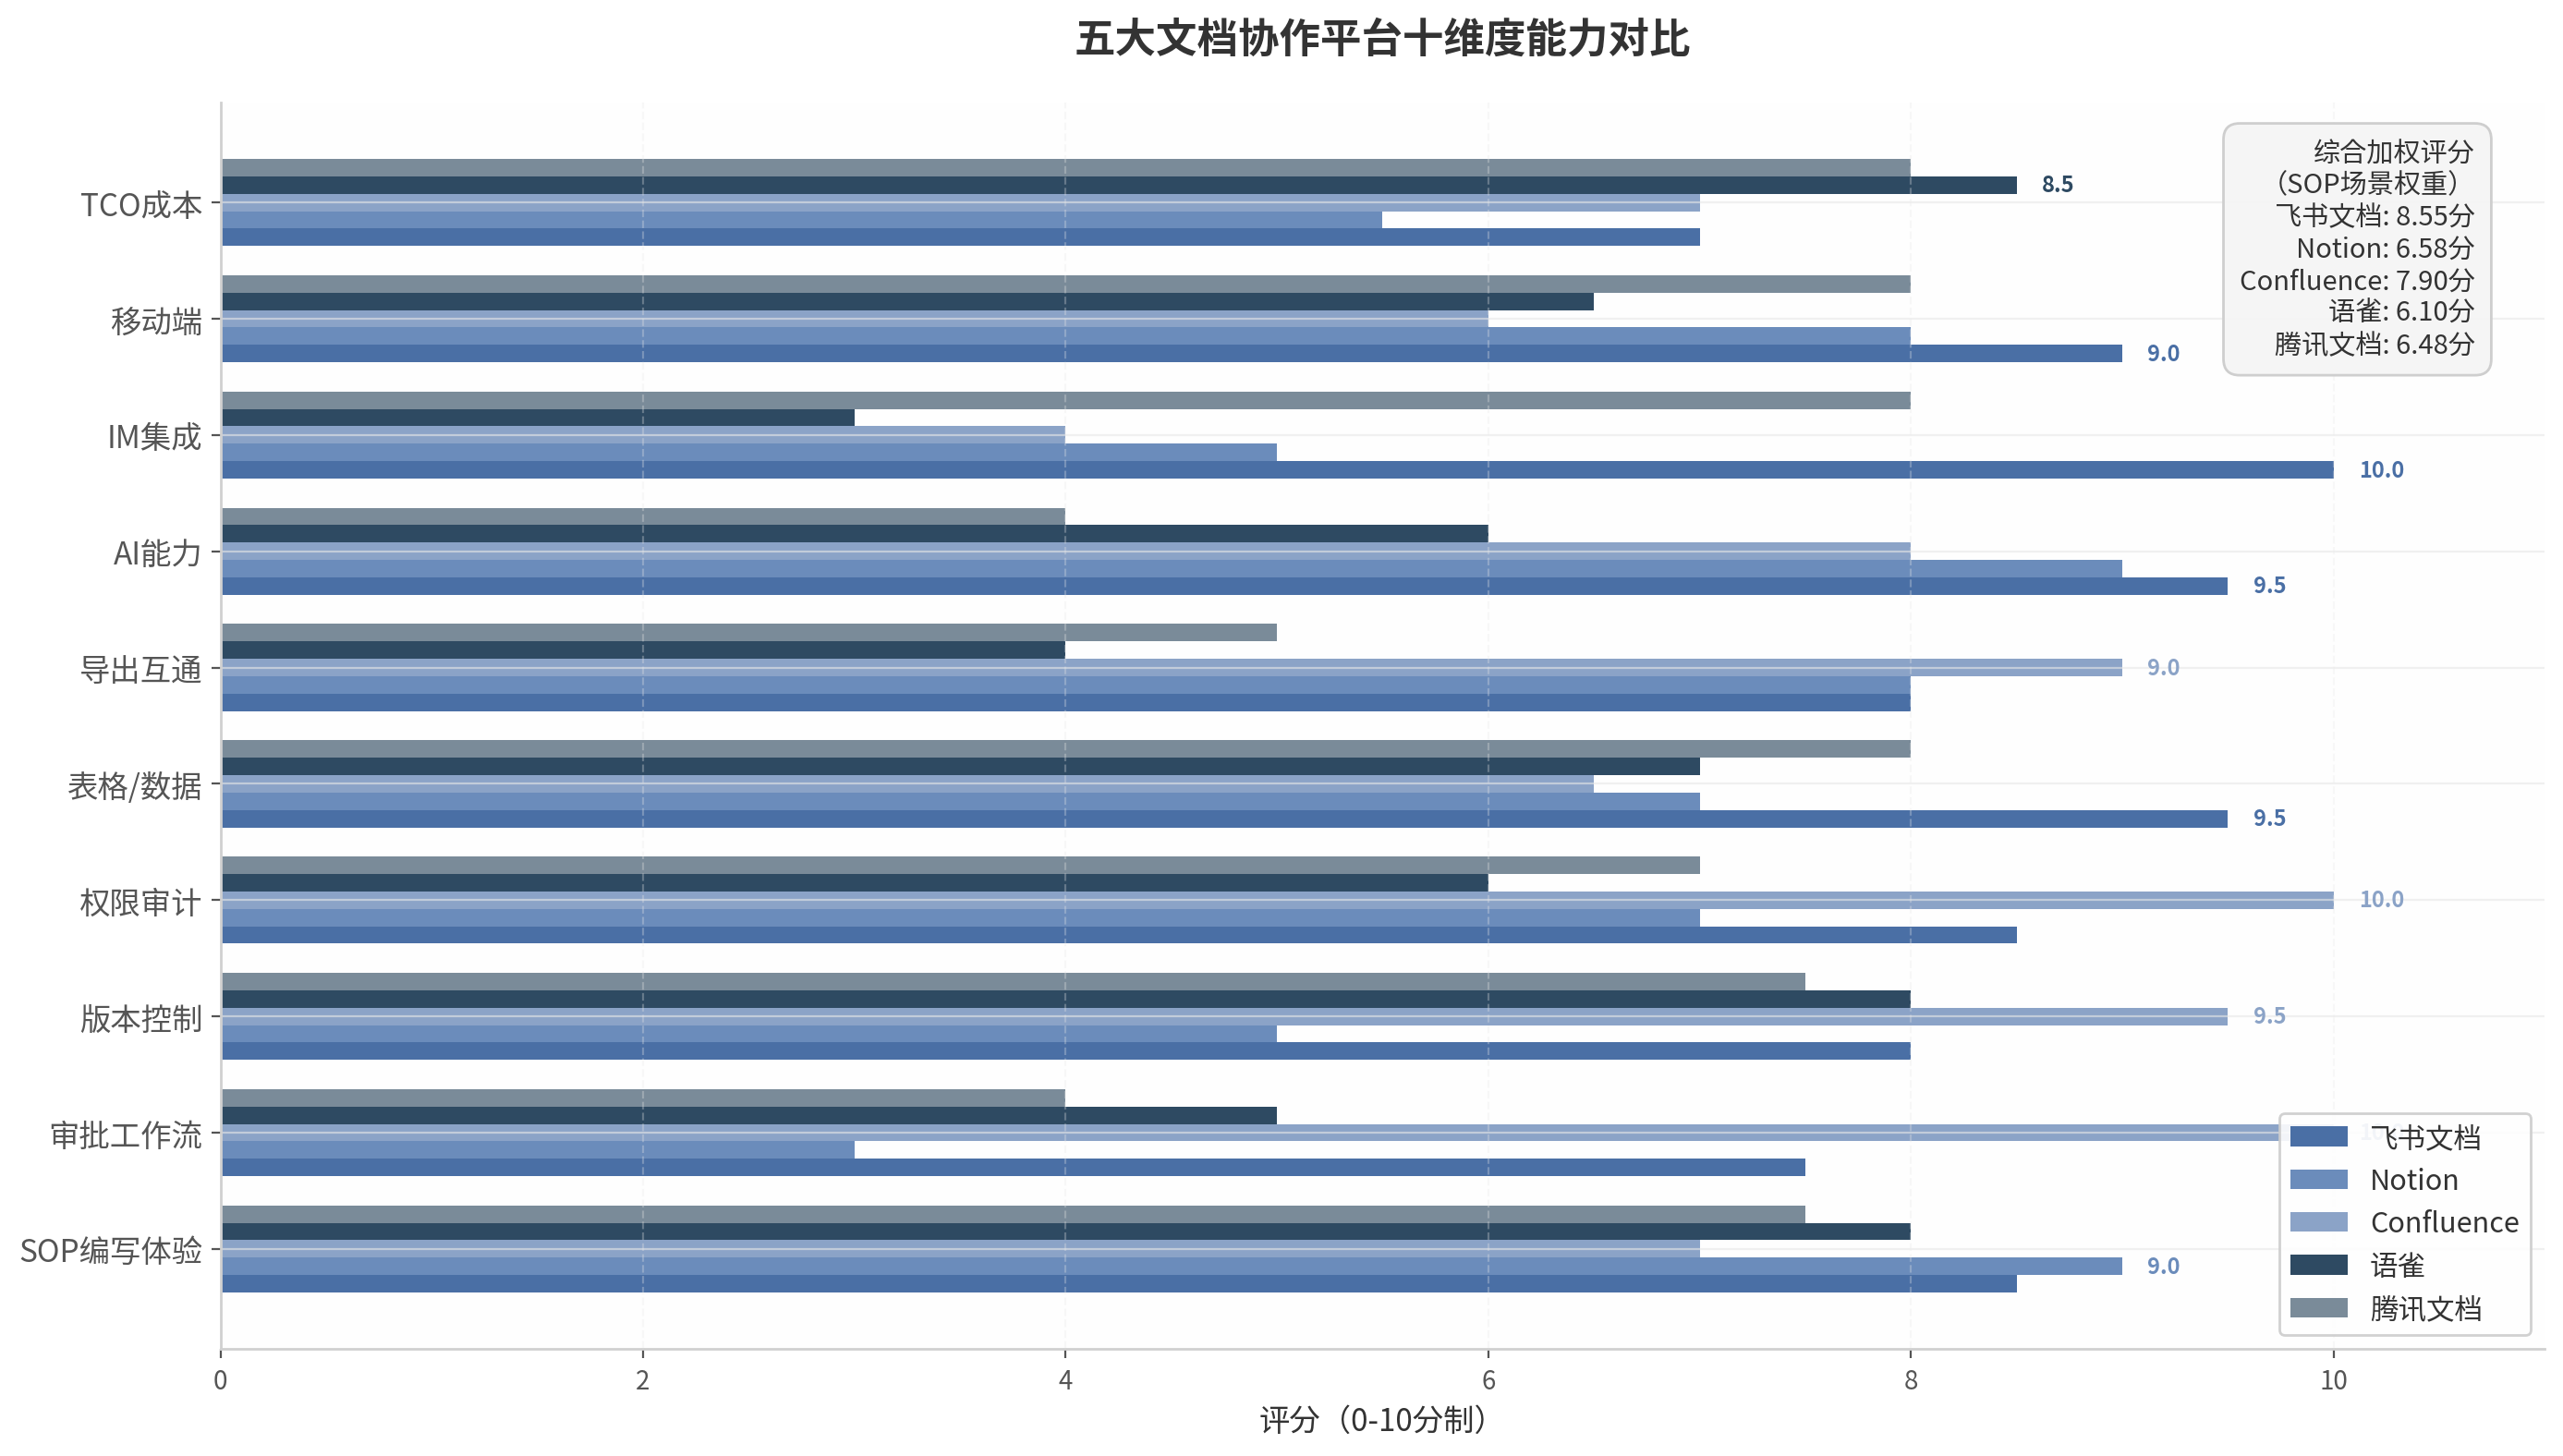 五大文档协作平台十维度能力对比
综合加权评分
（SOP场景权重）
飞书文档: 8.55分
Notion: 6.58分
Confluence: 7.90分
语雀: 6.10分
腾讯文档: 6.48分
TCO成本
8.5
移动端
9.0
IM集成
10.0
AI能力
9.5
导出互通
9.0
表格/数据
9.5
权限审计
10.0
版本控制
9.5
审批工作流
SOP编写体验
9.0
飞书文档
Notion
Confluence
语雀
腾讯文档
0 2 4 6 8 10
评分（0-10分制）